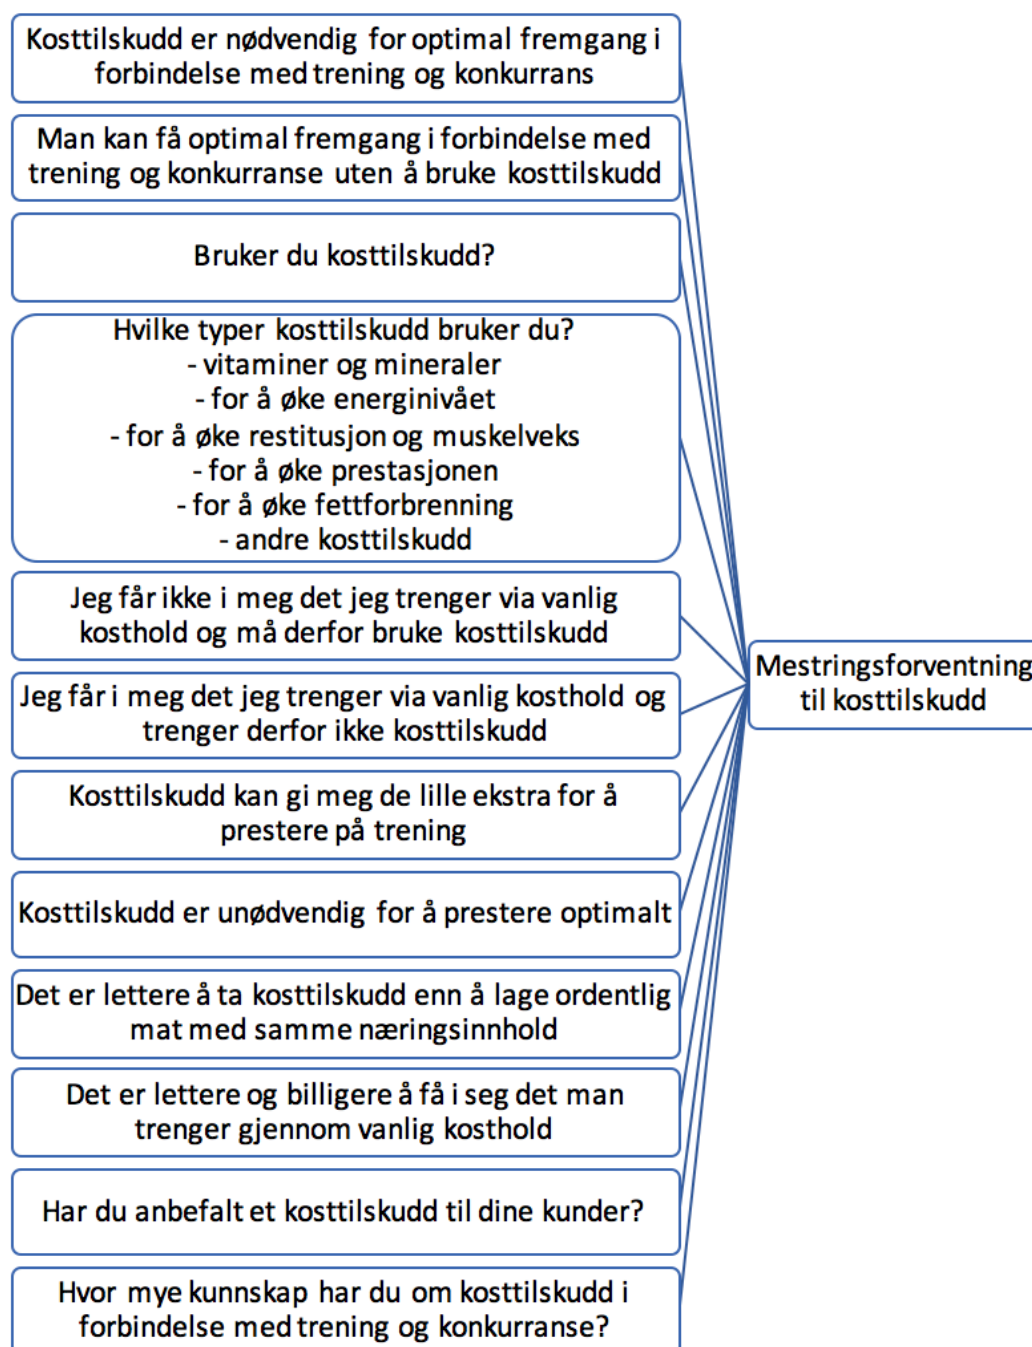 Kosttilskudd er nødvendig for optimal fremgang i
forbindelse med trening og konkurrans
Man kan få optimal fremgang i forbindelse med
trening og konkurranse uten å bruke kosttilskudd
Bruker du kosttilskudd?
Hvilke typer kosttilskudd bruker du?
- vitaminer og mineraler
- for å øke energinivået
- for å øke restitusjon og muskelveks
- for å øke prestasjonen
- for å øke fettforbrenning
- andre kosttilskudd
Jeg får ikke i meg det jeg trenger via vanlig
kosthold og må derfor bruke kosttilskudd
Jeg får i meg det jeg trenger via vanlig kosthold og
trenger derfor ikke kosttilskudd
Kosttilskudd kan gi meg de lille ekstra for å
prestere på trening
Kosttilskudd er unødvendig for å prestere optimalt
Det er lettere å ta kosttilskudd enn å lage ordentlig
mat med samme næringsinnhold
Det er lettere og billigere å få i seg det man
trenger gjennom vanlig kosthold
Har du anbefalt et kosttilskudd til dine kunder?
Hvor mye kunnskap har du om kosttilskudd i
forbindelse med trening og konkurranse?
Mestringsforventning
til kosttilskudd